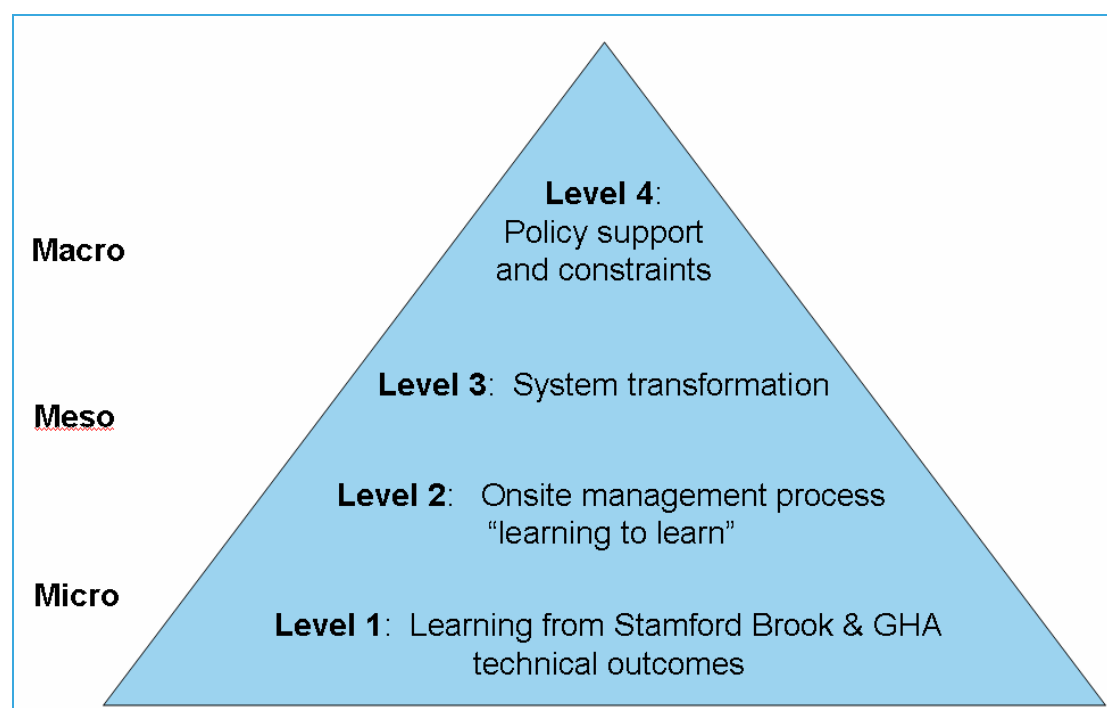 Level 4:
Policy support
and constraints
Macro
Level 3: System transformation
Meso
Level 2: Onsite management process
“learning to learn”
Micro
Level 1: Learning from Stamford Brook & GHA
technical outcomes